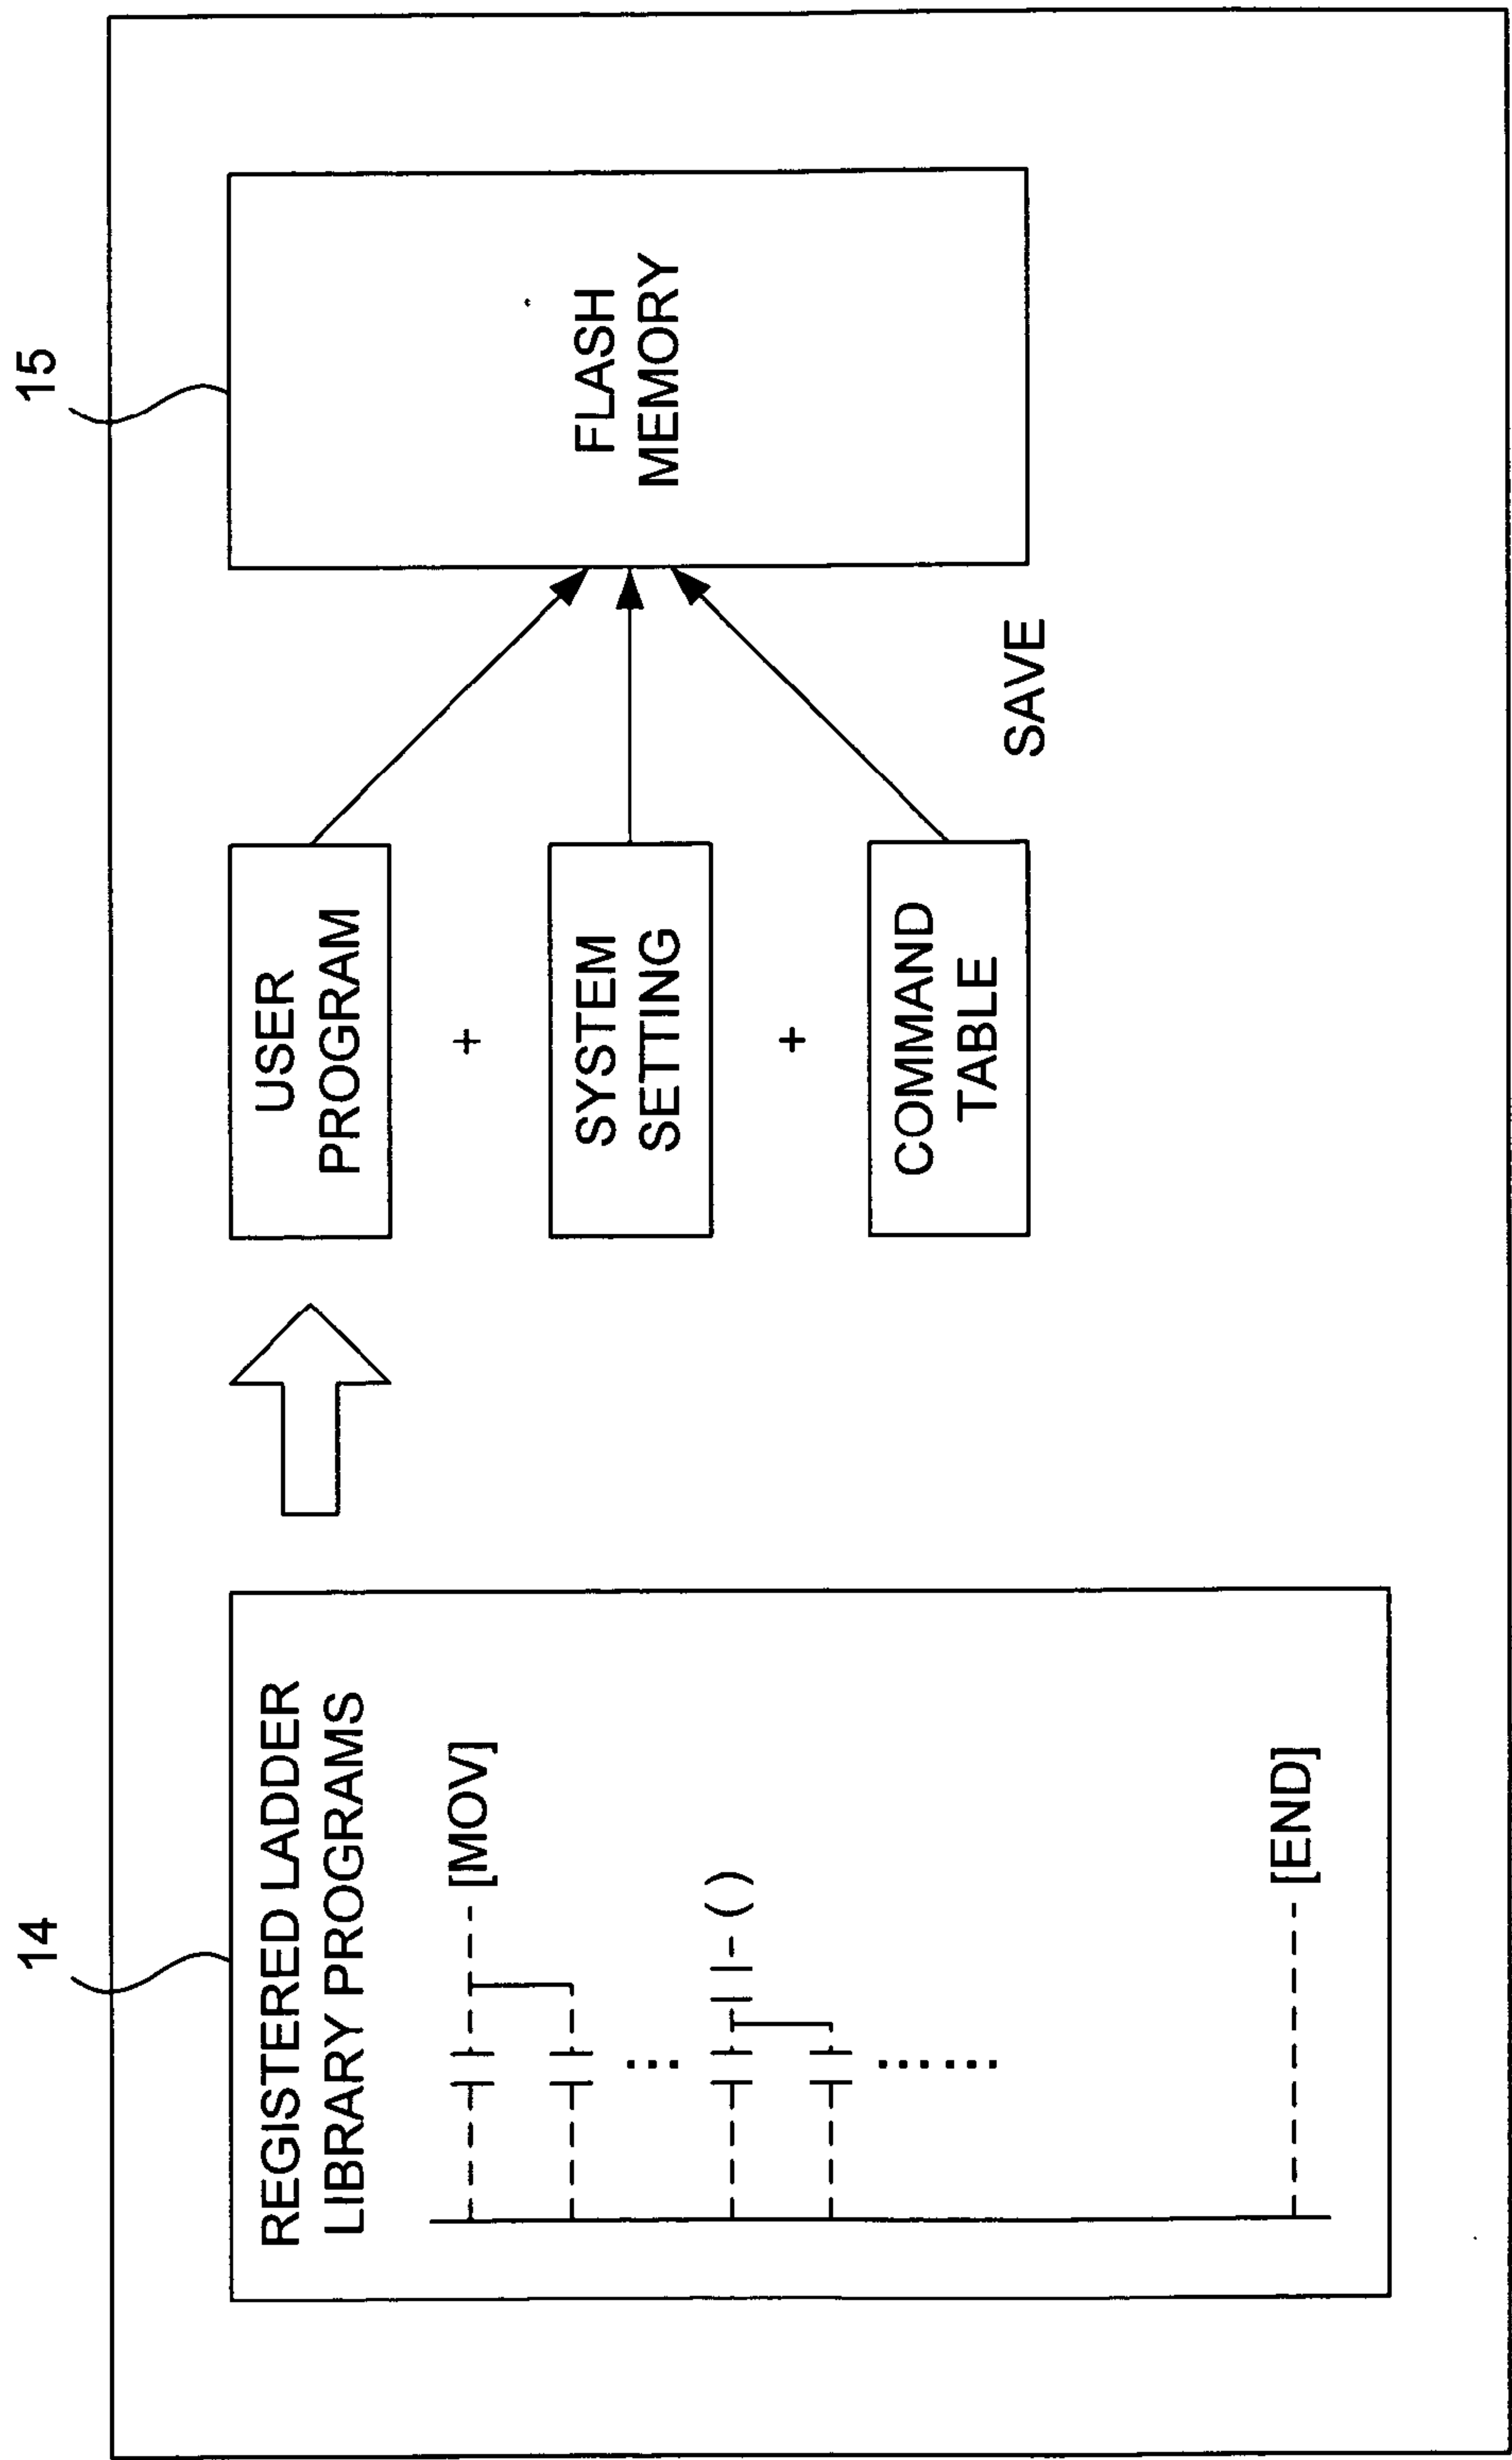 14
REGISTERED LADDER
LIBRARY PROGRAMS
[MOV]
( )
[END]
USER
PROGRAM
+
SYSTEM
SETTING
+
COMMAND
TABLE
SAVE
15
FLASH
MEMORY